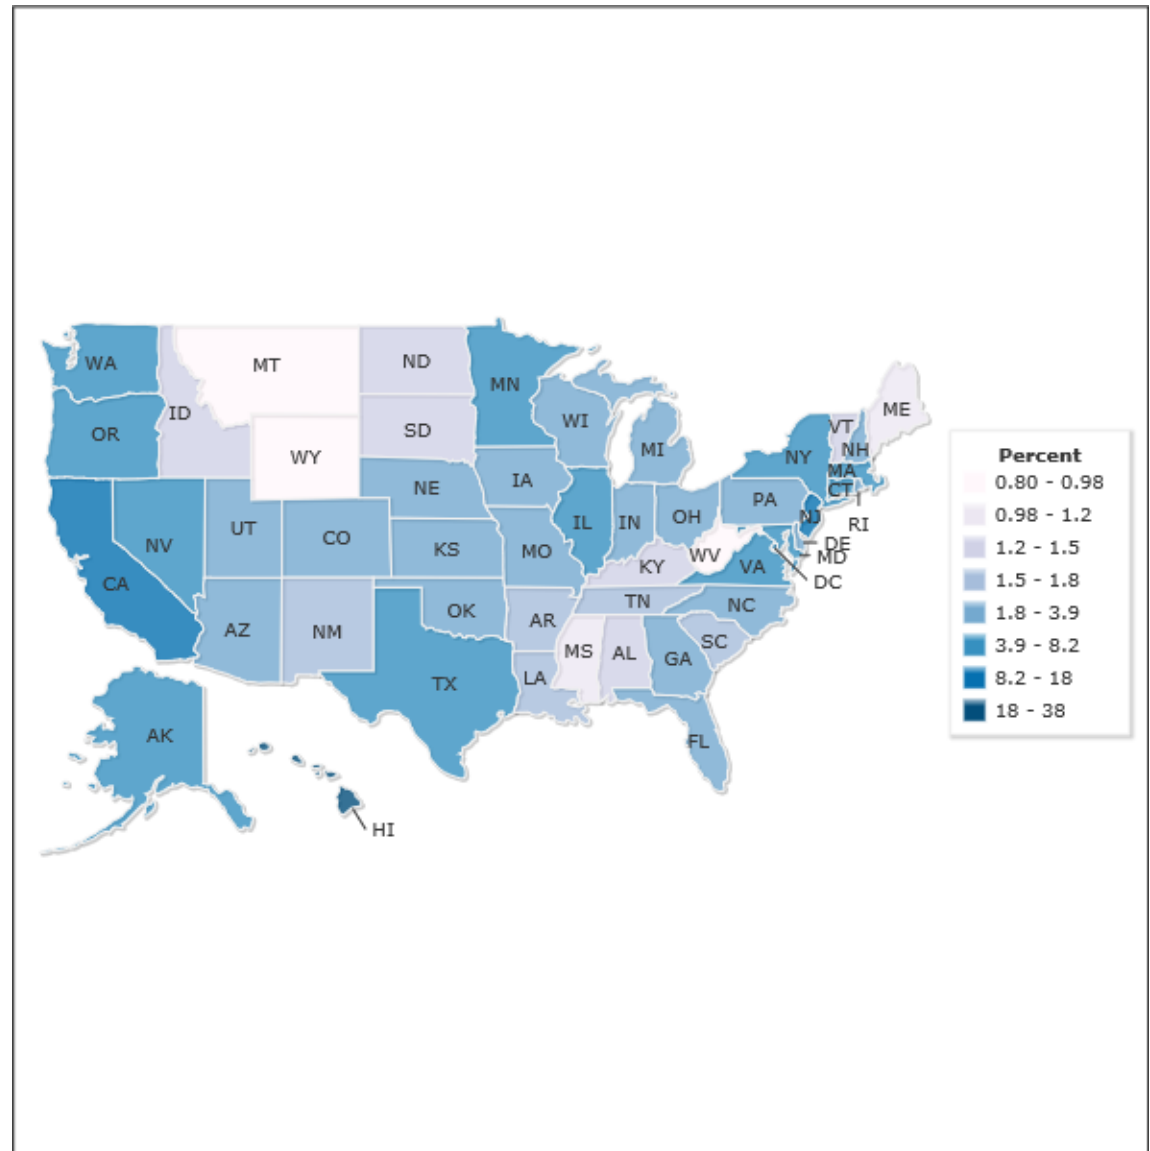 WA
MT
ND
MN
OR
ID
SD
WI
MI
NY
VT
NH
ME
MA
CT
RI
WY
NE
IA
IL
IN
OH
PA
NJ
DE
MD
DC
NV
UT
CO
KS
MO
KY
WV
VA
CA
AZ
NM
OK
AR
TN
NC
TX
LA
MS
AL
GA
SC
FL
AK
HI
Percent
0.80 - 0.98
0.98 - 1.2
1.2 - 1.5
1.5 - 1.8
1.8 - 3.9
3.9 - 8.2
8.2 - 18
18 - 38